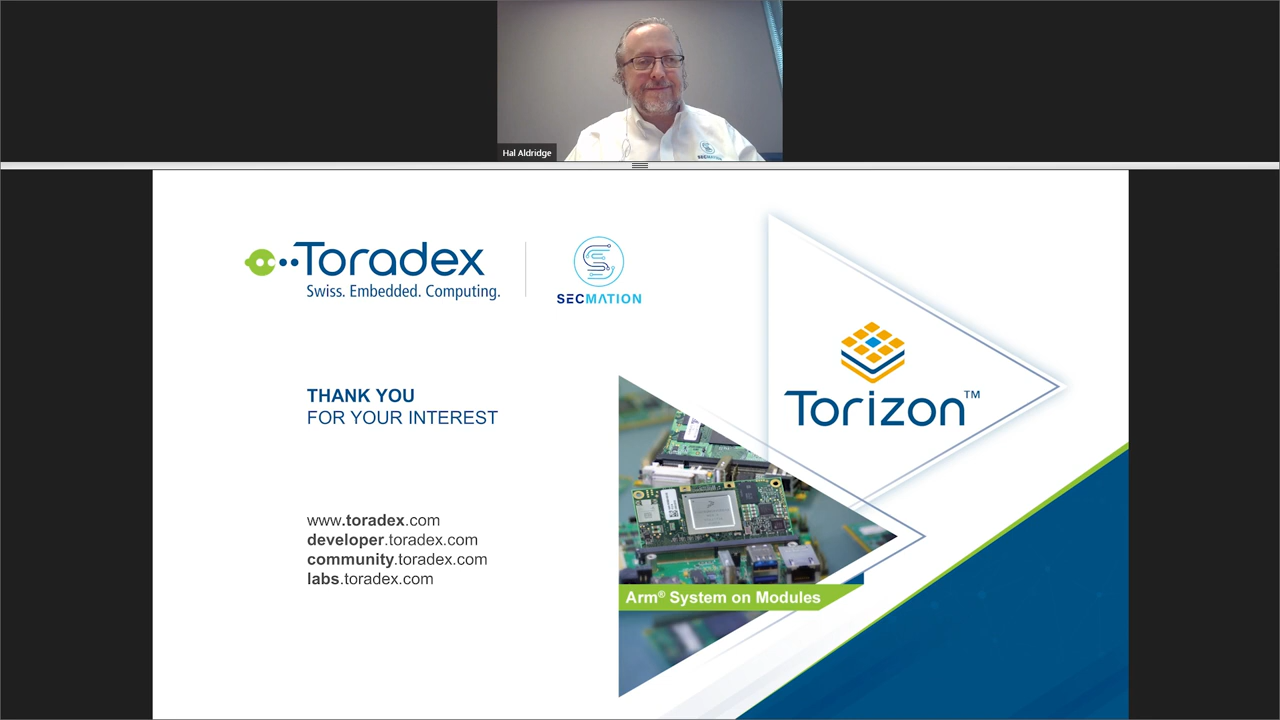 Hal Aldridge
SECMATION
Toradex
Swiss. Embedded. Computing.
SECMATION
Torizon™
THANK YOU
FOR YOUR INTEREST
www.toradex.com
developer.toradex.com
community.toradex.com
labs.toradex.com
Arm® System on Modules